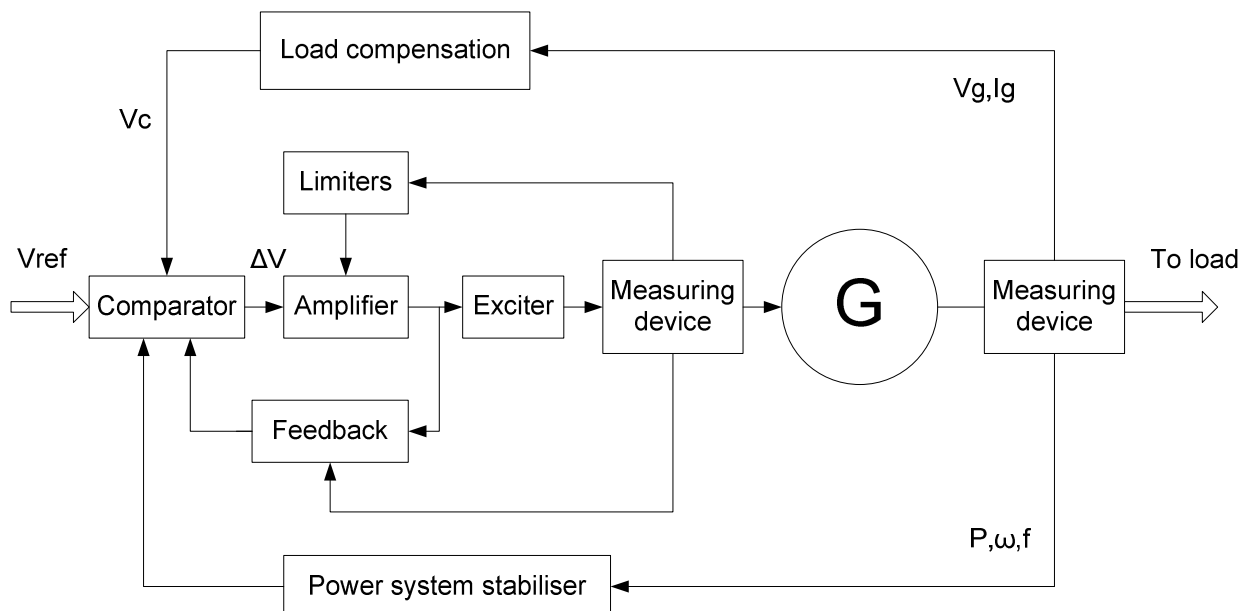 Load compensation
Vg,Ig
Vc
Limiters
Vref
ΔV
To load
Comparator
Amplifier
Exciter
Measuring
device
G
Measuring
device
Feedback
P,ω,f
Power system stabiliser